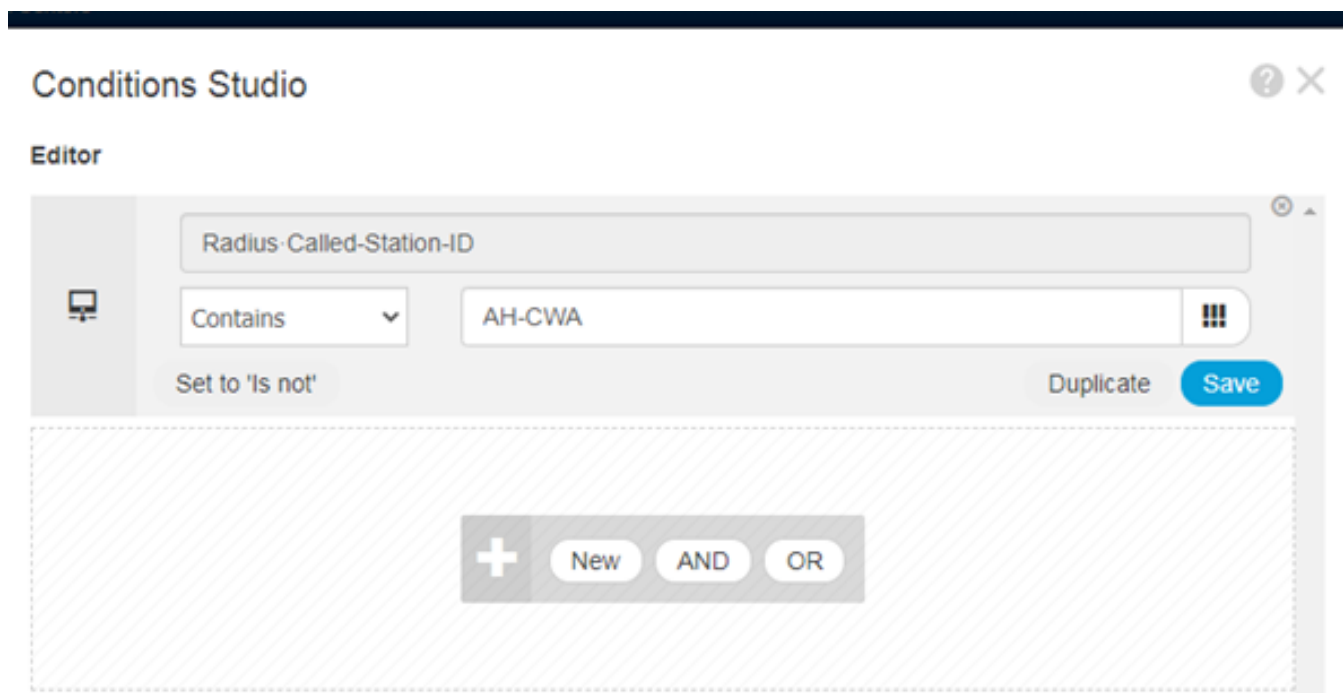 Conditions Studio
Editor
Radius·Called-Station-ID
Contains
AH-CWA
Set to 'Is not'
Duplicate
Save
New
AND
OR